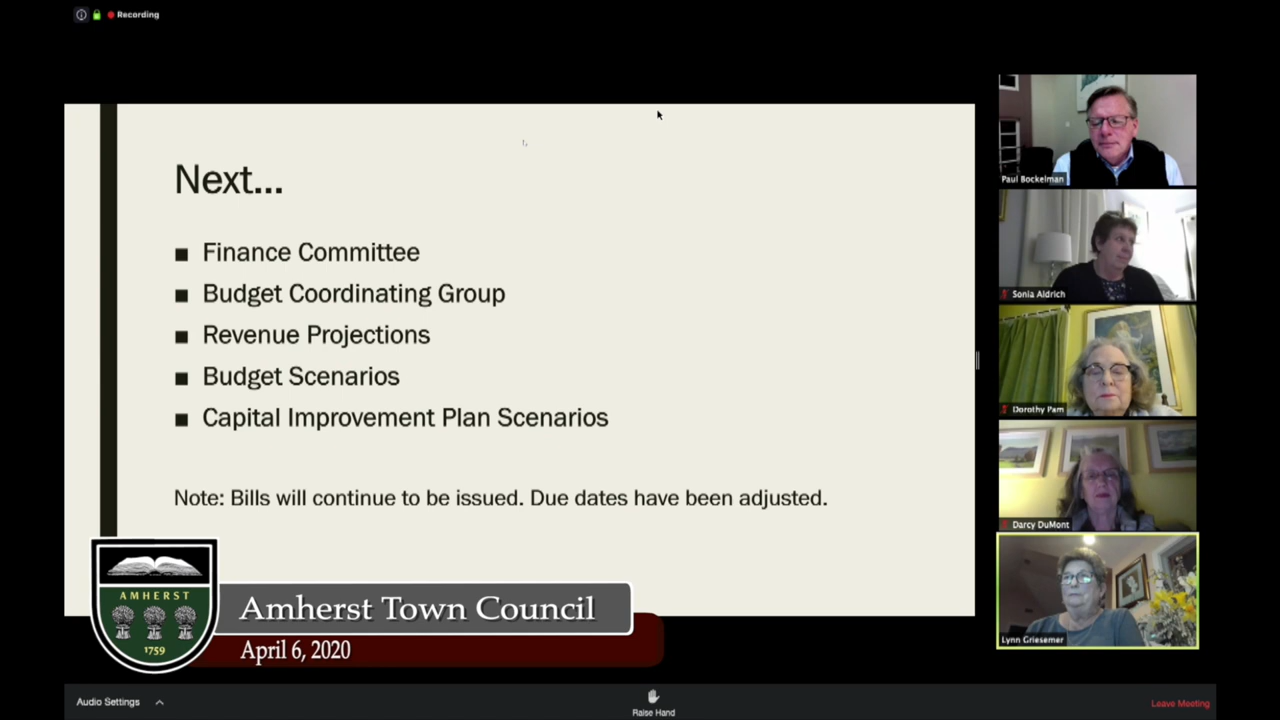 Recording
Next...
■ Finance Committee
■ Budget Coordinating Group
■ Revenue Projections
■ Budget Scenarios
■ Capital Improvement Plan Scenarios
Note: Bills will continue to be issued. Due dates have been adjusted.
Paul Bockelman
Sonia Aldrich
Dorothy Pam
Darcy DuMont
Lynn Griesemer
AMHERST
1759
Amherst Town Council
April 6, 2020
Audio Settings
Raise Hand
Leave Meeting